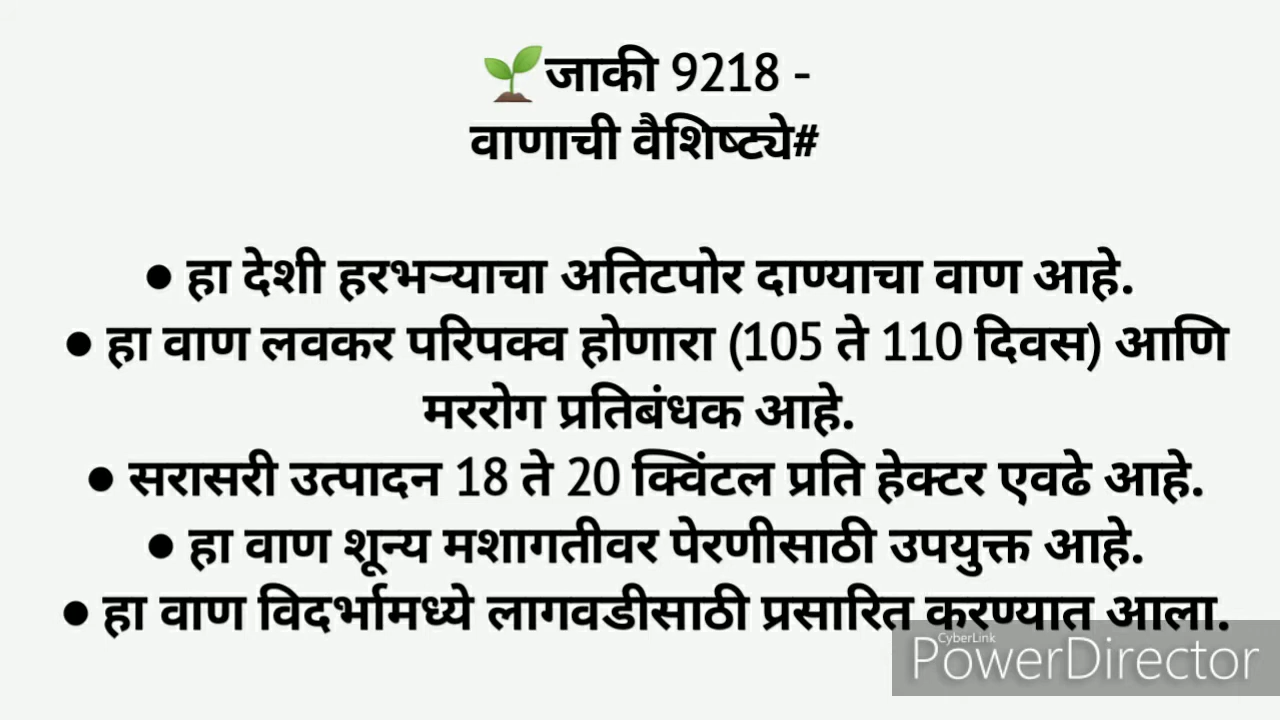 🌱जाकी 9218 -
वाणाची वैशिष्ट्ये#
● हा देशी हरभऱ्याचा अतिटपोर दाण्याचा वाण आहे.
● हा वाण लवकर परिपक्व होणारा (105 ते 110 दिवस) आणि
मररोग प्रतिबंधक आहे.
● सरासरी उत्पादन 18 ते 20 क्विंटल प्रति हेक्टर एवढे आहे.
● हा वाण शून्य मशागतीवर पेरणीसाठी उपयुक्त आहे.
● हा वाण विदर्भामध्ये लागवडीसाठी प्रसारित करण्यात आला.
CyberLink
PowerDirector